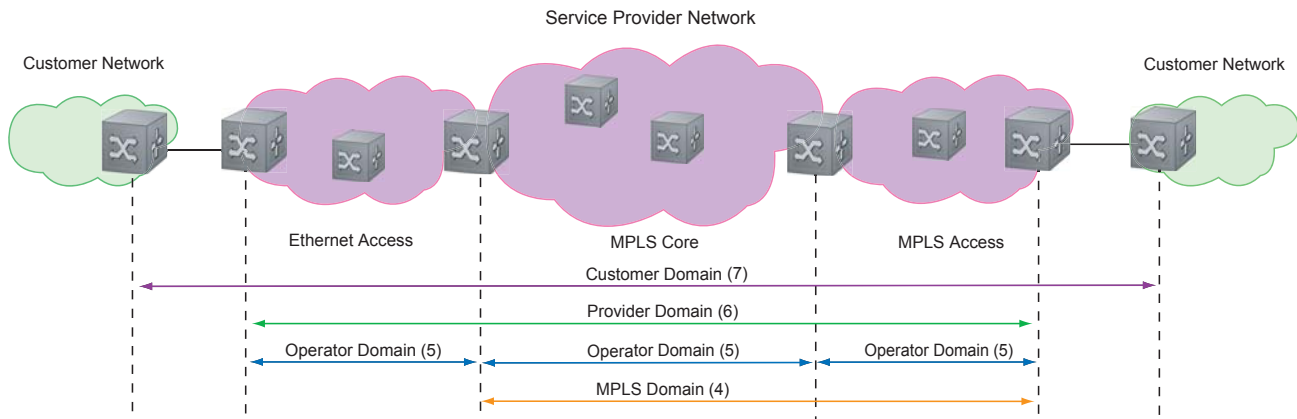 Service Provider Network
Customer Network
Customer Network
Ethernet Access
MPLS Core
MPLS Access
Customer Domain (7)
Provider Domain (6)
Operator Domain (5)
Operator Domain (5)
Operator Domain (5)
MPLS Domain (4)